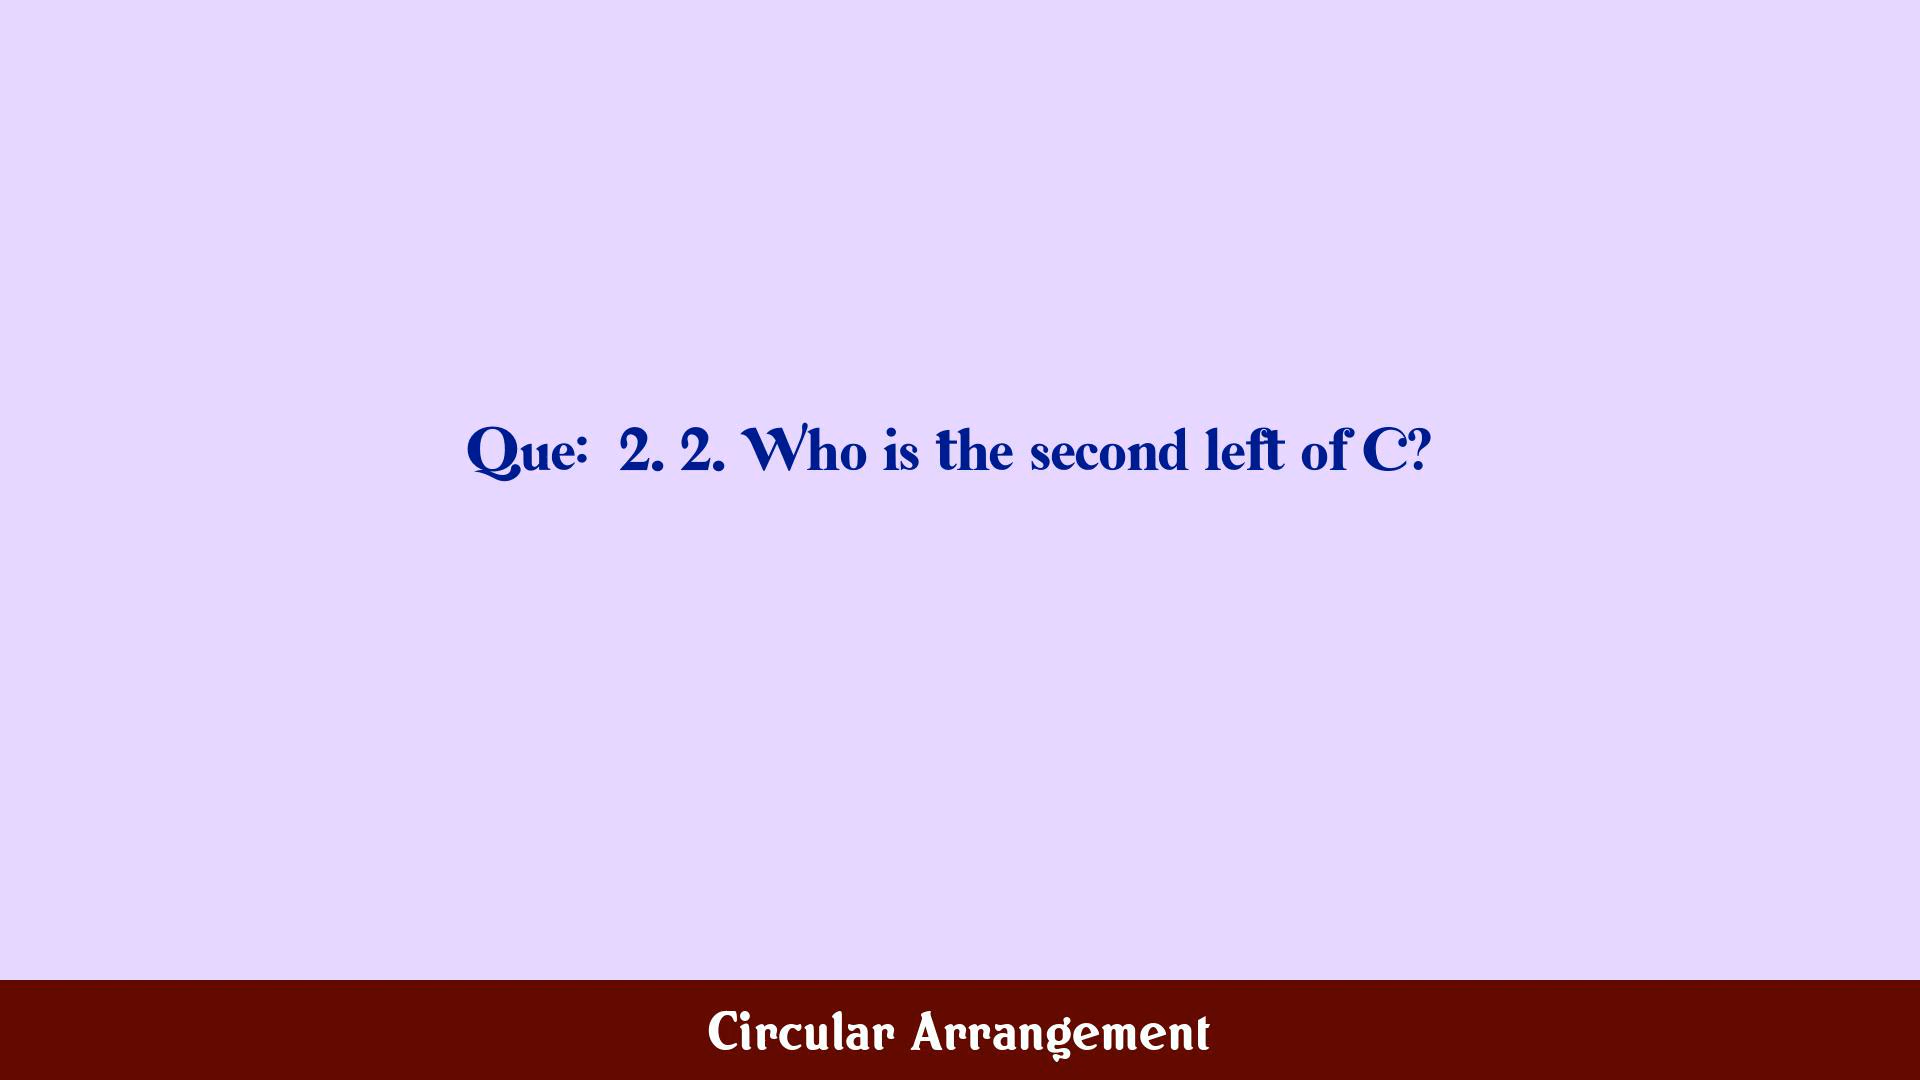 Que: 2. 2. Who is the second left of C?
Circular Arrangement